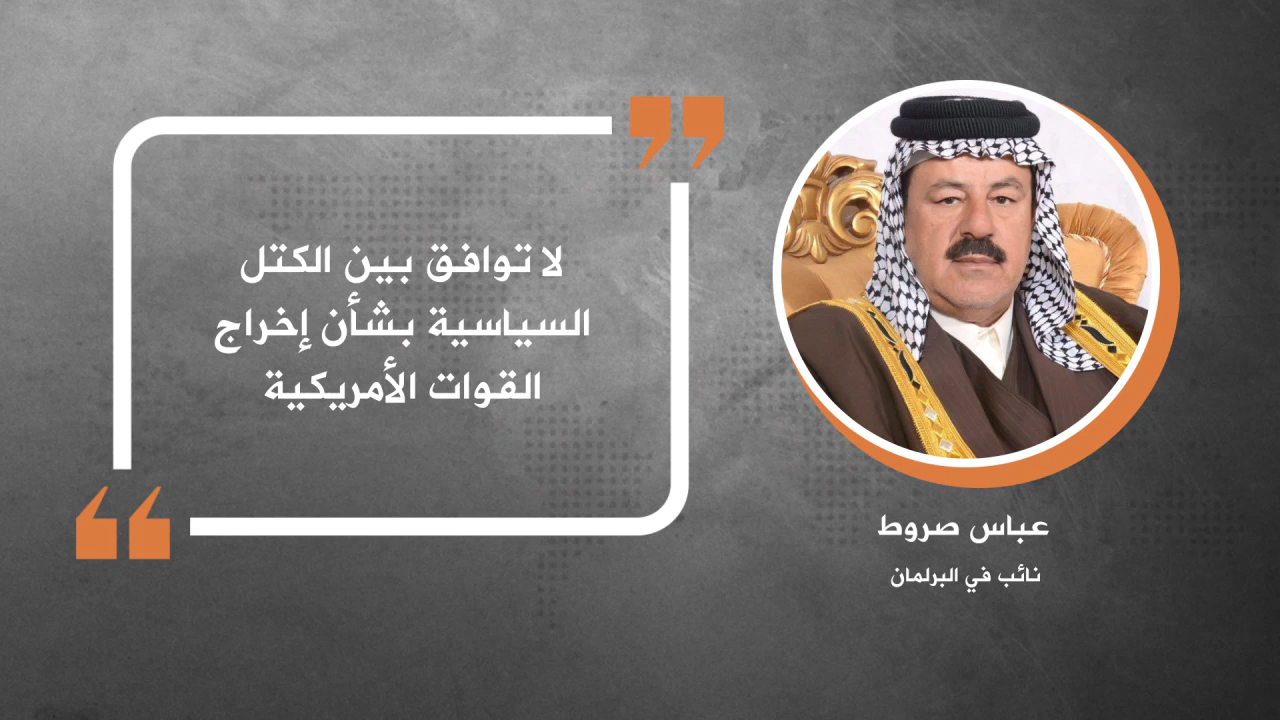 لا توافق بين الكتل
السياسية بشأن إخراج
القوات الأمريكية
عباس صروط
نائب في البرلمان